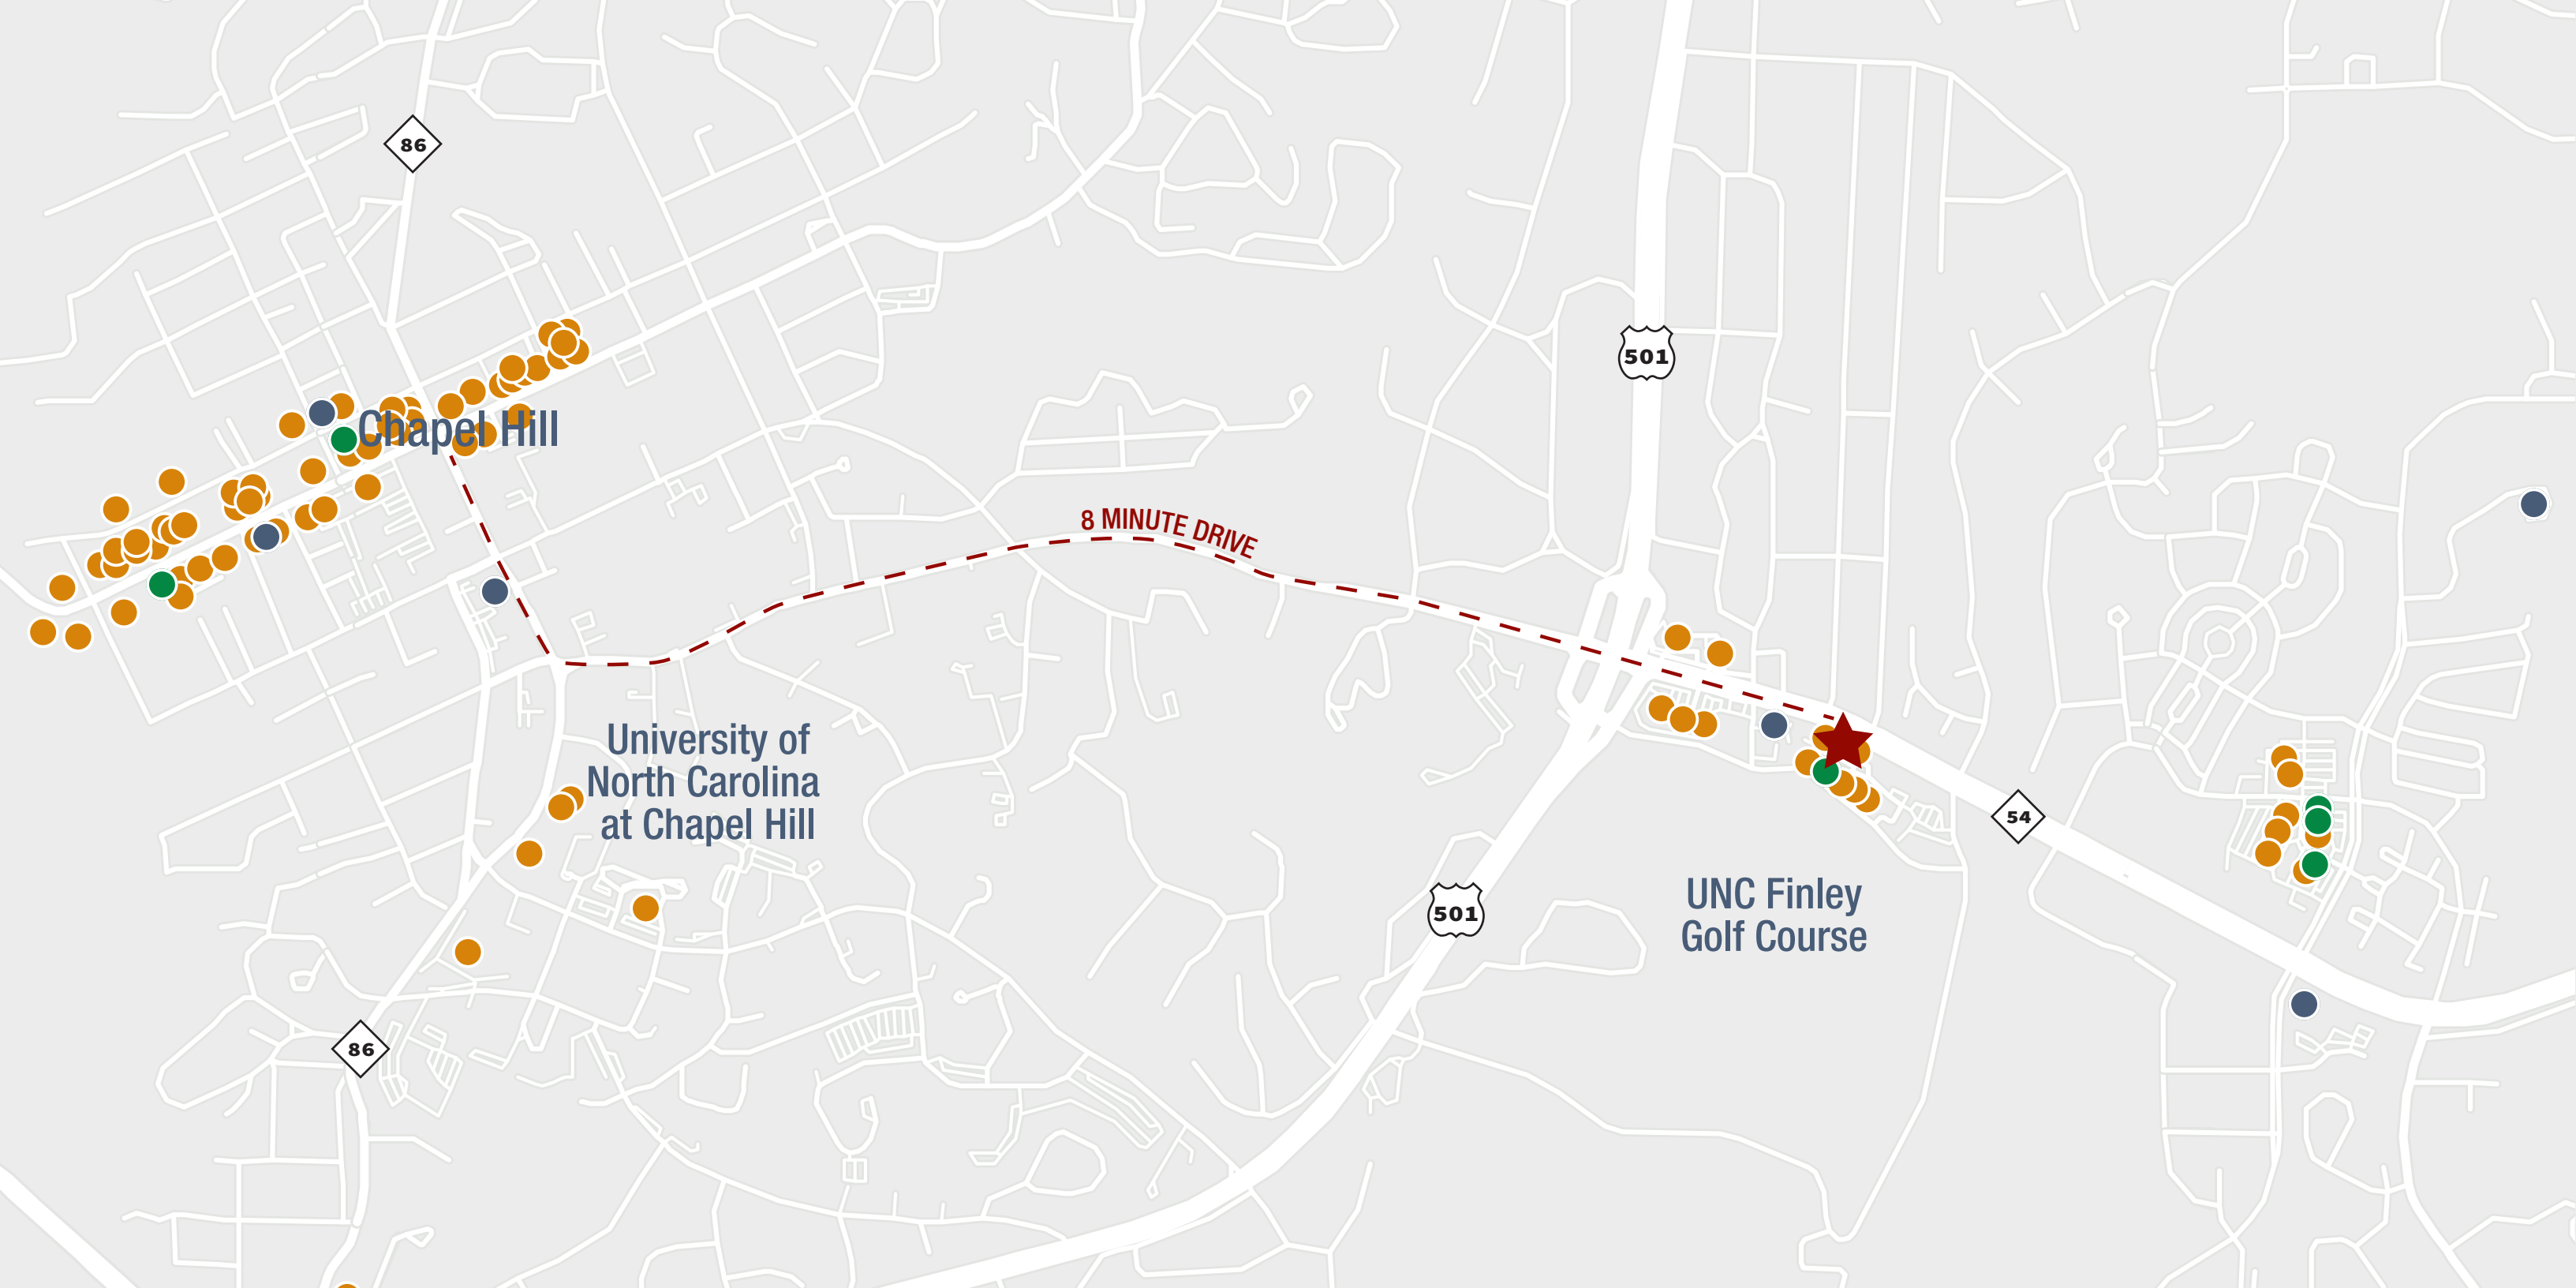 86
501
Chapel Hill
8 MINUTE DRIVE
University of
North Carolina
at Chapel Hill
54
UNC Finley
Golf Course
501
86